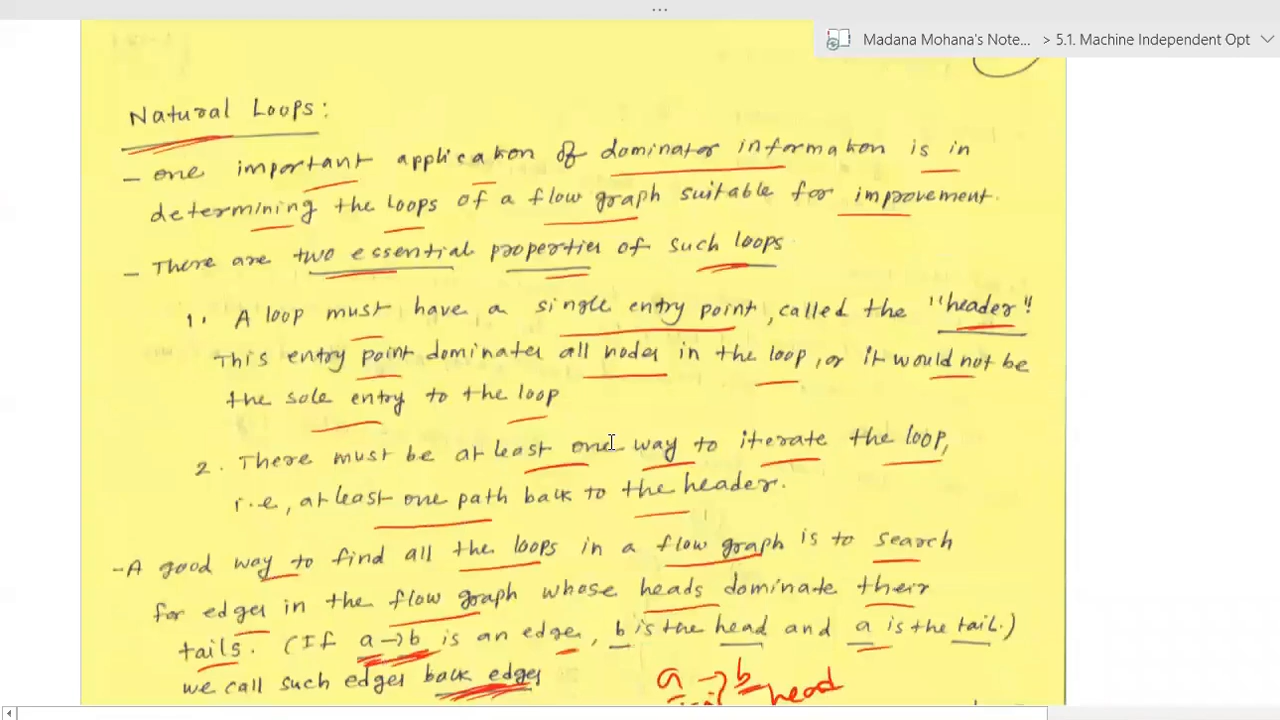 Madana Mohana's Note... > 5.1. Machine Independent Opt
Natural Loops:
- one important application of dominator information is in
determining the loops of a flow graph suitable for improvement.
- There are two essential properties of such loops
1. A loop must have a single entry point, called the "header".
This entry point dominates all nodes in the loop, or it would not be
the sole entry to the loop
2. There must be at least one way to iterate the loop,
i.e, at least one path back to the header.
- A good way to find all the loops in a flow graph is to search
for edges in the flow graph whose heads dominate their
tails. (If a→b is an edge, b is the head and a is the tail.)
we call such edges back edges
a → b head